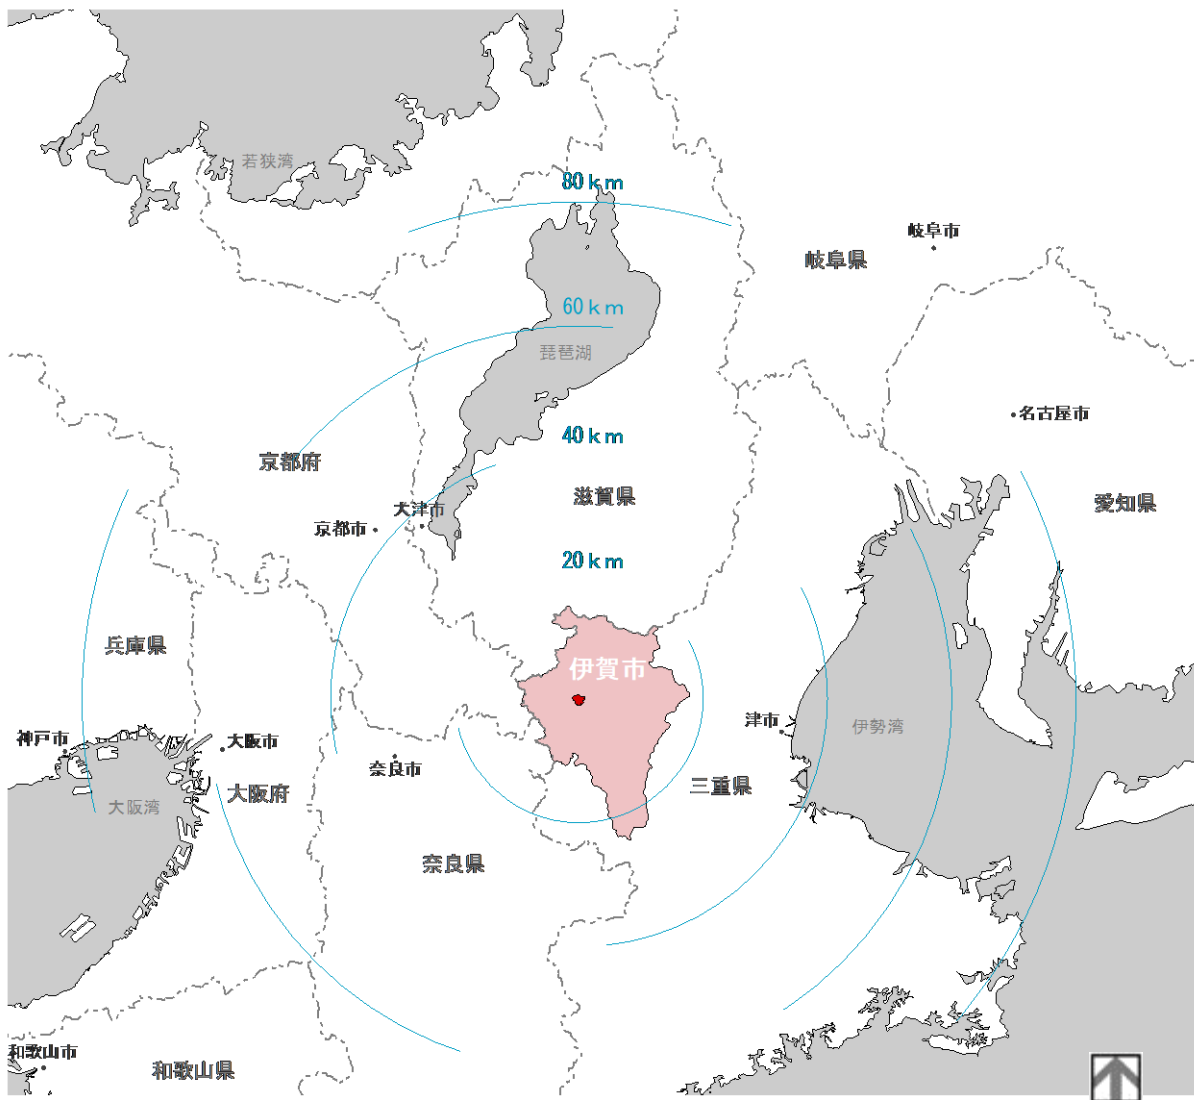 若狭湾
80ｋｍ
岐阜市
岐阜県
60ｋｍ
琵琶湖
名古屋市
40ｋｍ
京都府
滋賀県
愛知県
大津市
京都市
20ｋｍ
兵庫県
伊賀市
津市
伊勢湾
神戸市
大阪市
奈良市
三重県
大阪府
大阪湾
奈良県
和歌山市
和歌山県